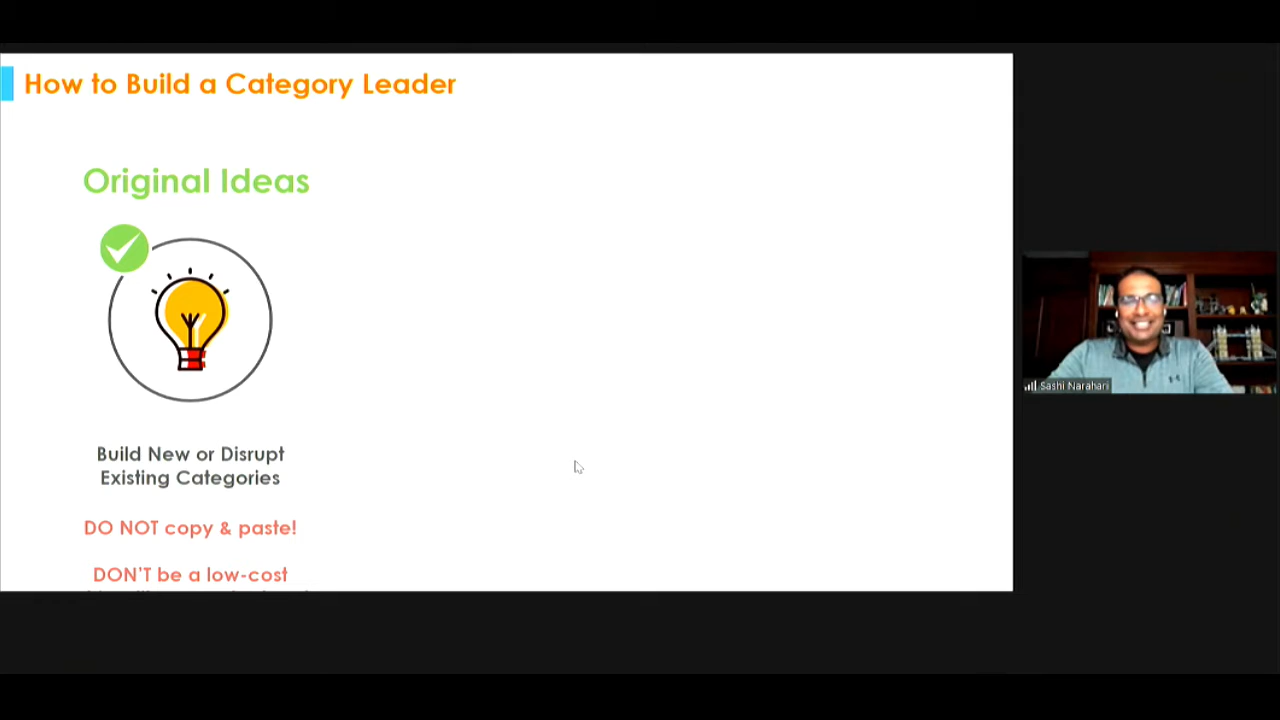 How to Build a Category Leader
Original Ideas
Build New or Disrupt
Existing Categories
DO NOT copy & paste!
DON'T be a low-cost
Sashi Narahari